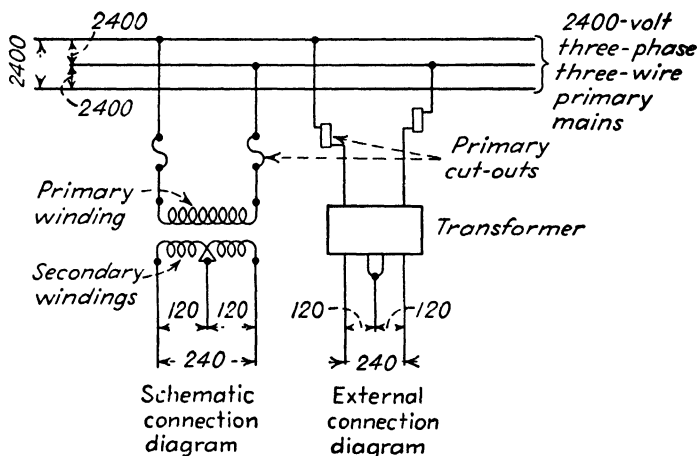 2400
2400
2400
2400-volt
three-phase
three-wire
primary
mains
Primary
cut-outs
Primary
winding
Transformer
Secondary
windings
120 120
240
120 120
240
Schematic
connection
diagram
External
connection
diagram